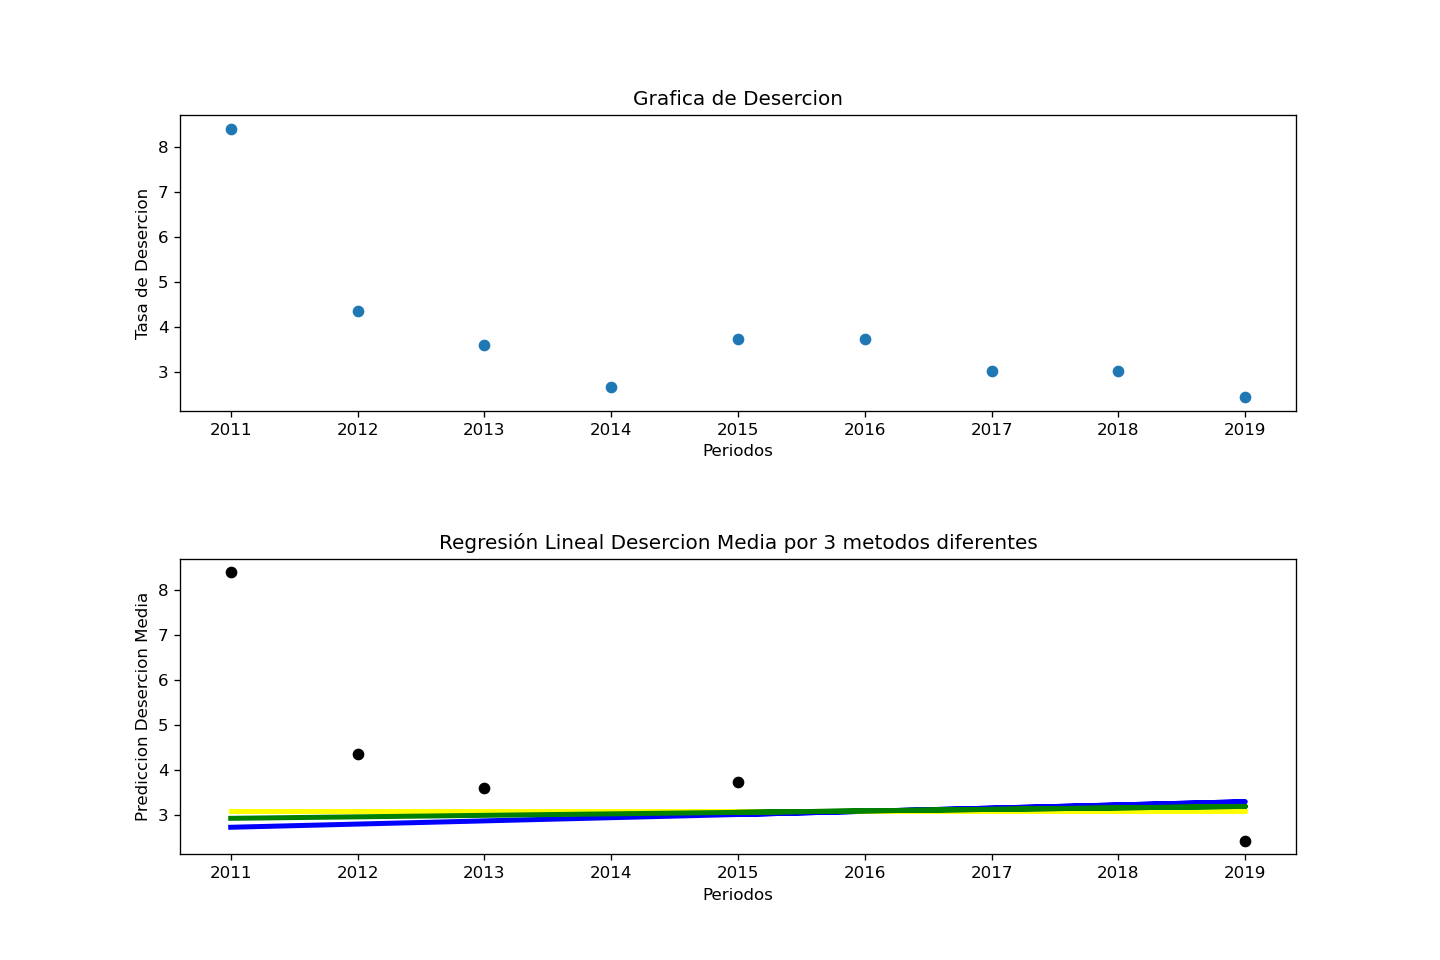 Grafica de Desercion
Tasa de Desercion
8
7
6
5
4
3
2011 2012 2013 2014 2015 2016 2017 2018 2019
Periodos
Regresión Lineal Desercion Media por 3 metodos diferentes
Prediccion Desercion Media
8
7
6
5
4
3
2011 2012 2013 2014 2015 2016 2017 2018 2019
Periodos